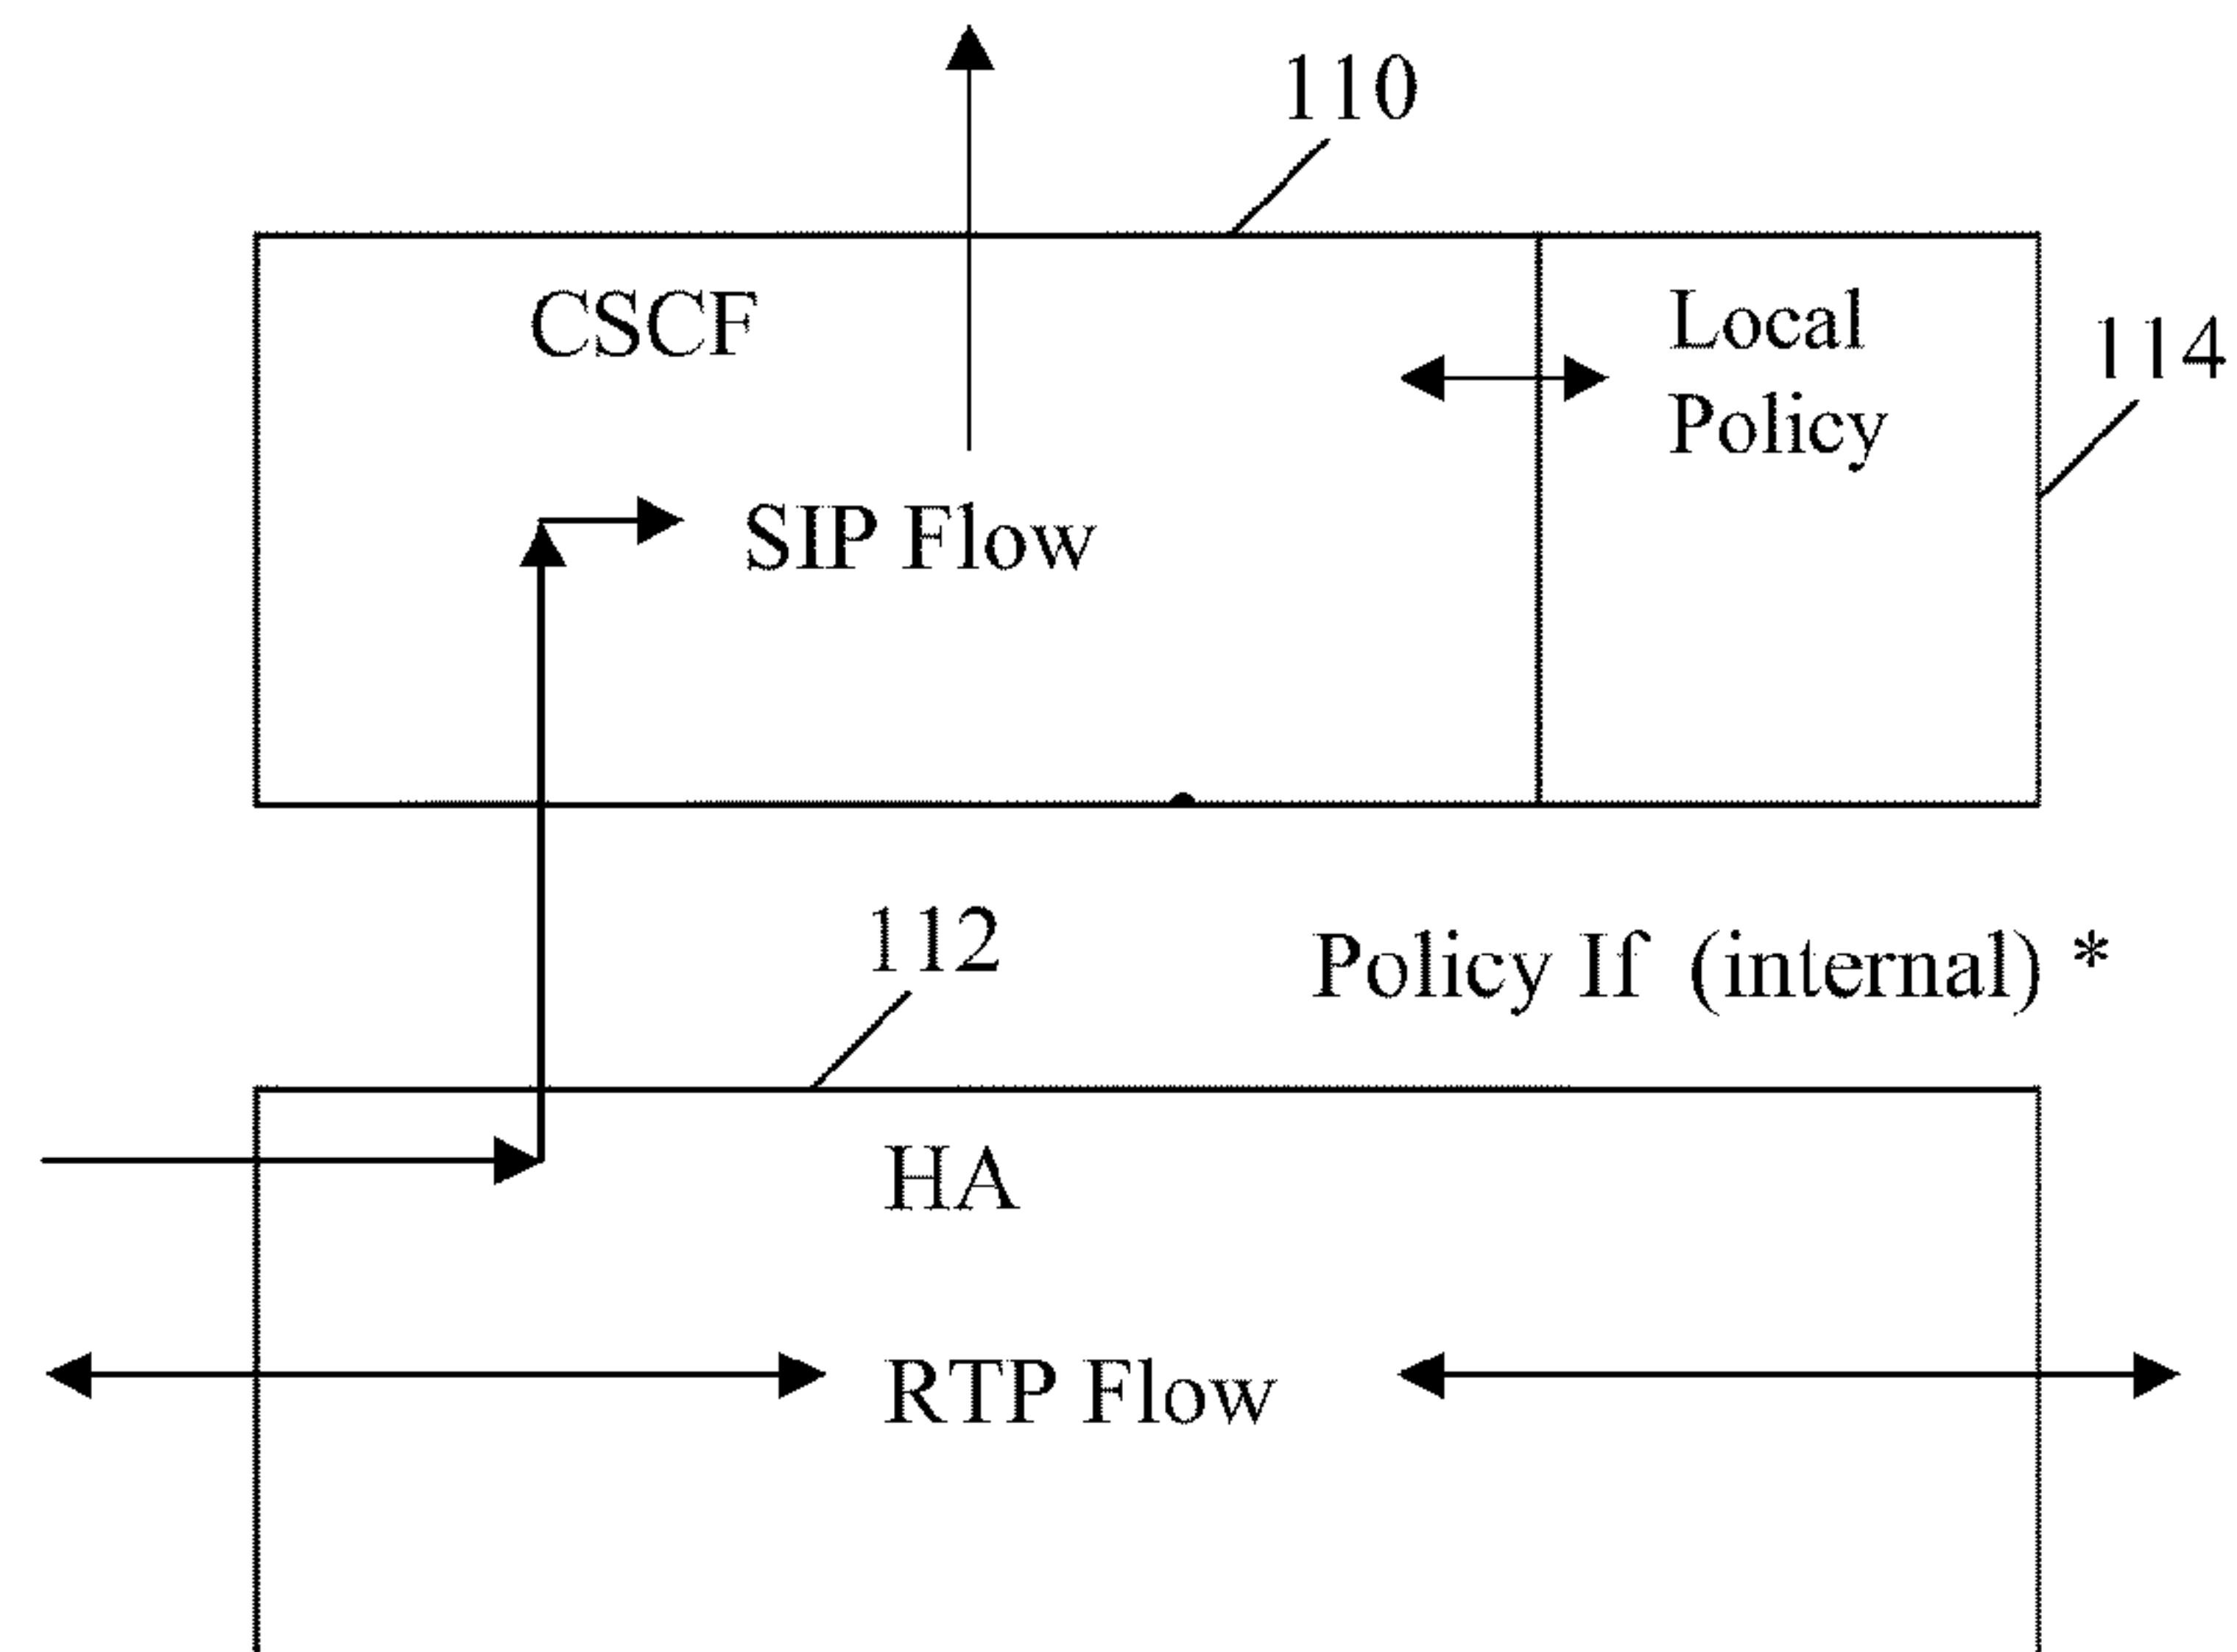 110
CSCF
Local
Policy
114
SIP Flow
112
Policy If (internal) *
HA
RTP Flow